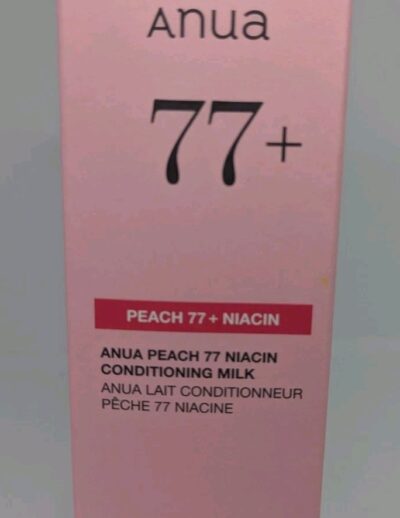 Anua
77+
PEACH 77 + NIACIN
ANUA PEACH 77 NIACIN
CONDITIONING MILK
ANUA LAIT CONDITIONNEUR
PÊCHE 77 NIACINE